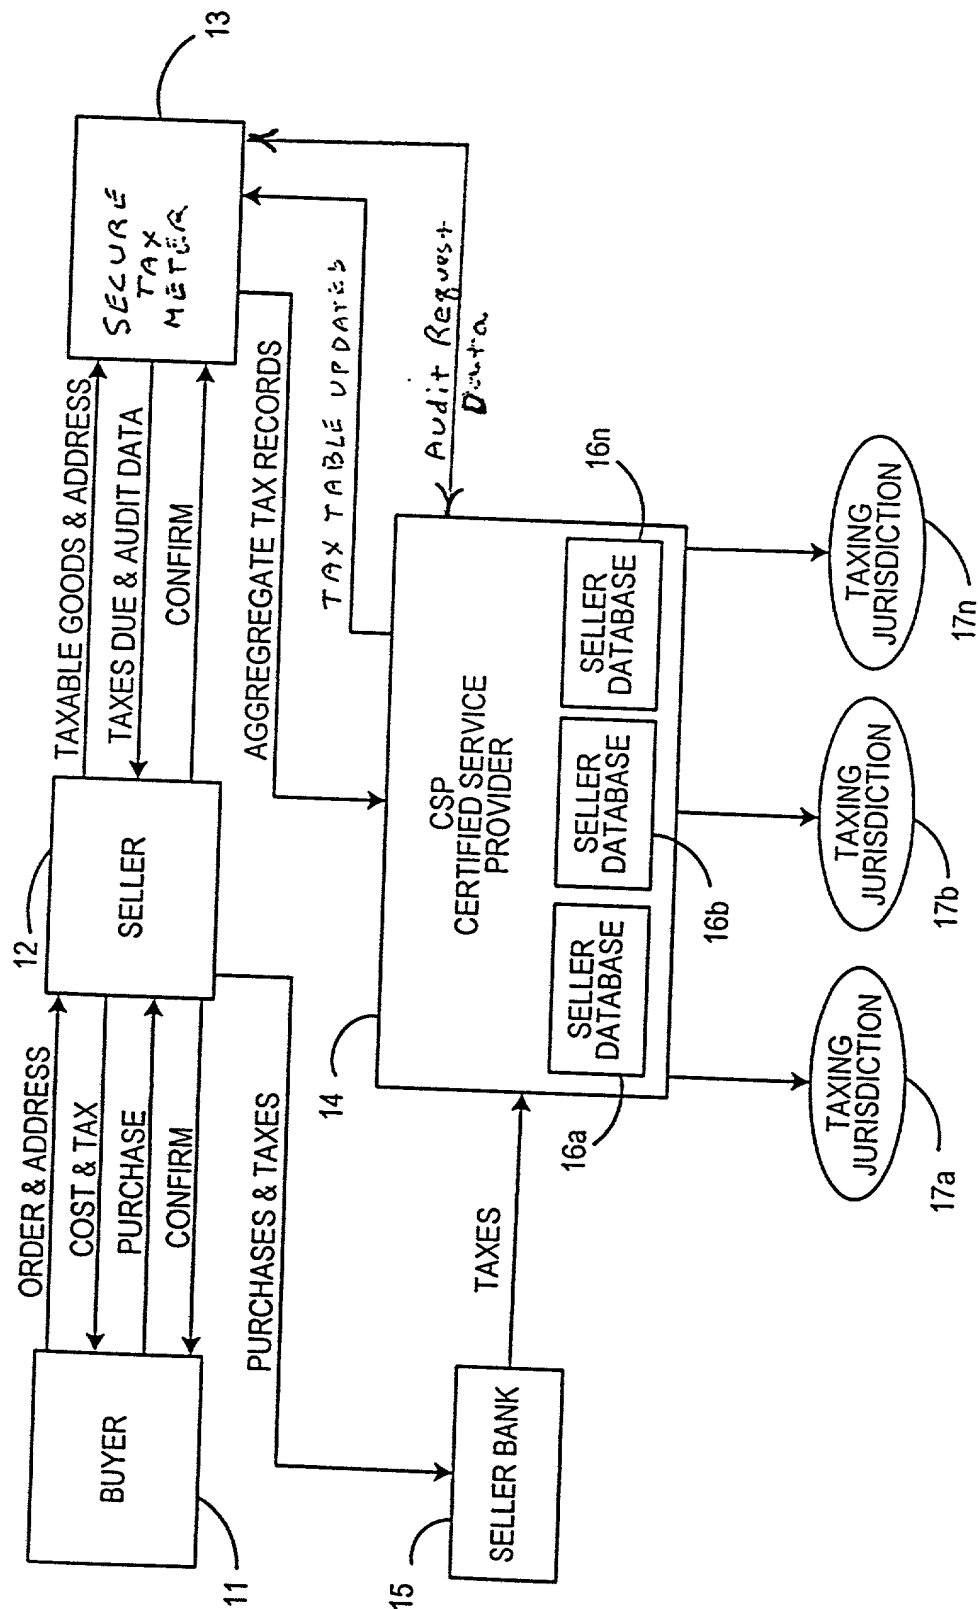 ORDER & ADDRESS
COST & TAX
PURCHASE
CONFIRM
TAXABLE GOODS & ADDRESS
TAXES DUE & AUDIT DATA
CONFIRM
BUYER
11
12
SELLER
SECURE
TAX
METER
13
PURCHASES & TAXES
AGGREGATE TAX RECORDS
TAX TABLE UPDATES
Audit Request
Data
15
SELLER BANK
TAXES
14
CSP
CERTIFIED SERVICE
PROVIDER
SELLER
DATABASE
16a
SELLER
DATABASE
16b
SELLER
DATABASE
16n
TAXING
JURISDICTION
17a
TAXING
JURISDICTION
17b
TAXING
JURISDICTION
17n